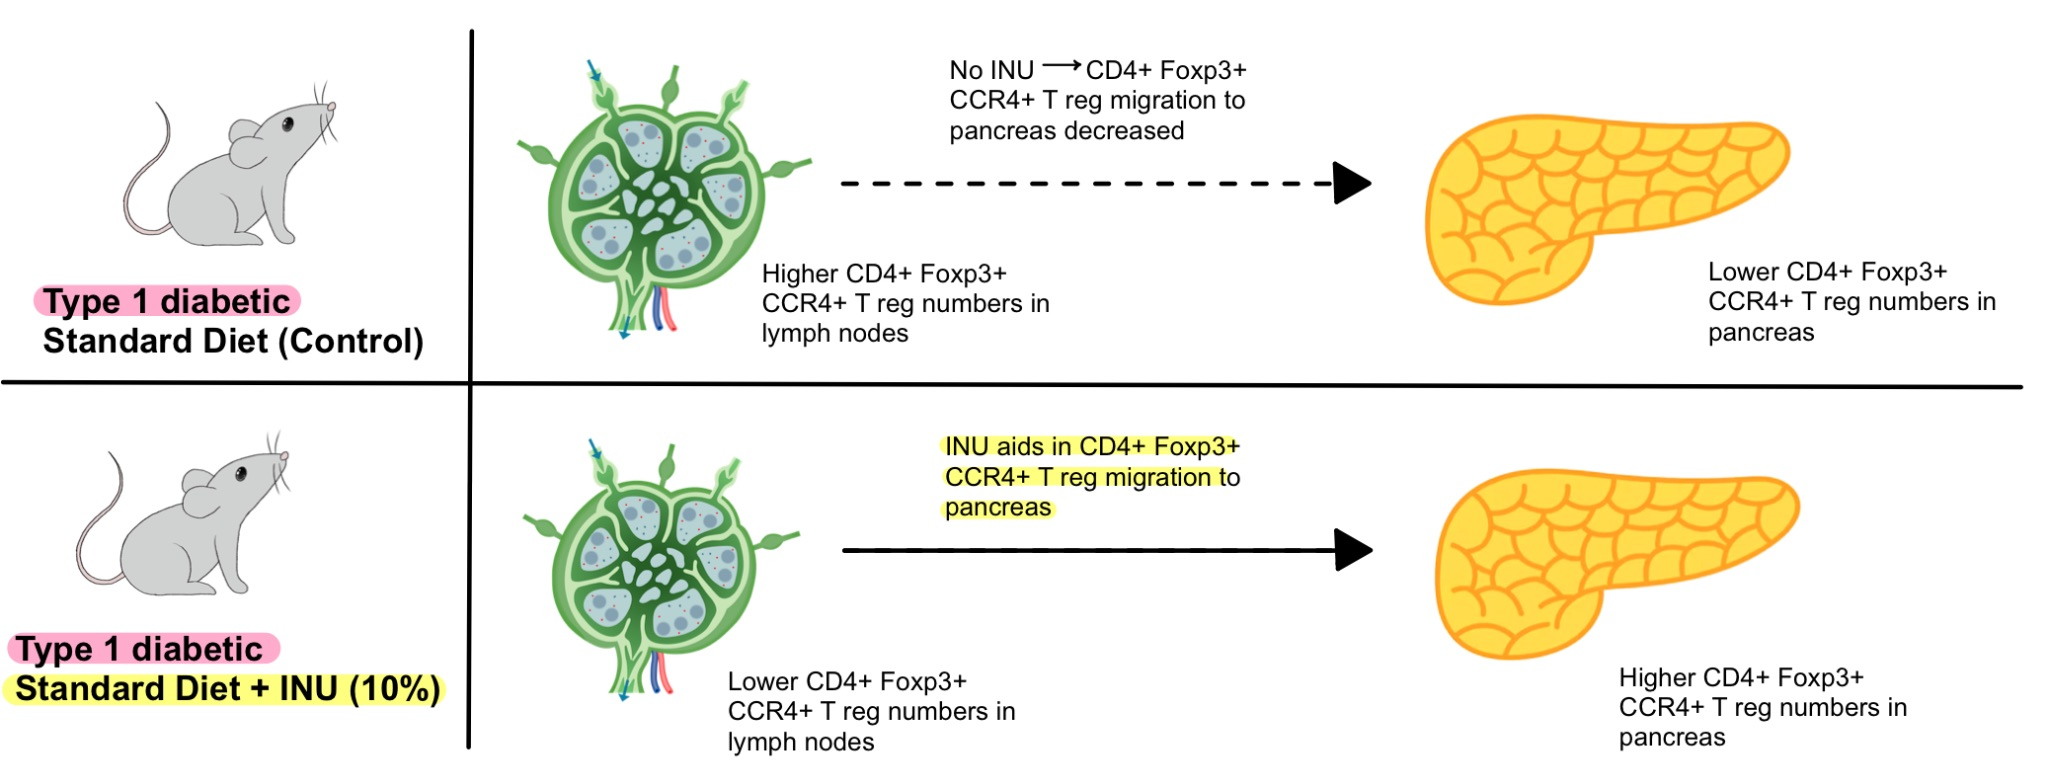 No INU → CD4+ Foxp3+
CCR4+ T reg migration to
pancreas decreased
Higher CD4+ Foxp3+
CCR4+ T reg numbers in
lymph nodes
Lower CD4+ Foxp3+
CCR4+ T reg numbers in
pancreas
Type 1 diabetic
Standard Diet (Control)
INU aids in CD4+ Foxp3+
CCR4+ T reg migration to
pancreas
Type 1 diabetic
Standard Diet + INU (10%)
Lower CD4+ Foxp3+
CCR4+ T reg numbers in
lymph nodes
Higher CD4+ Foxp3+
CCR4+ T reg numbers in
pancreas